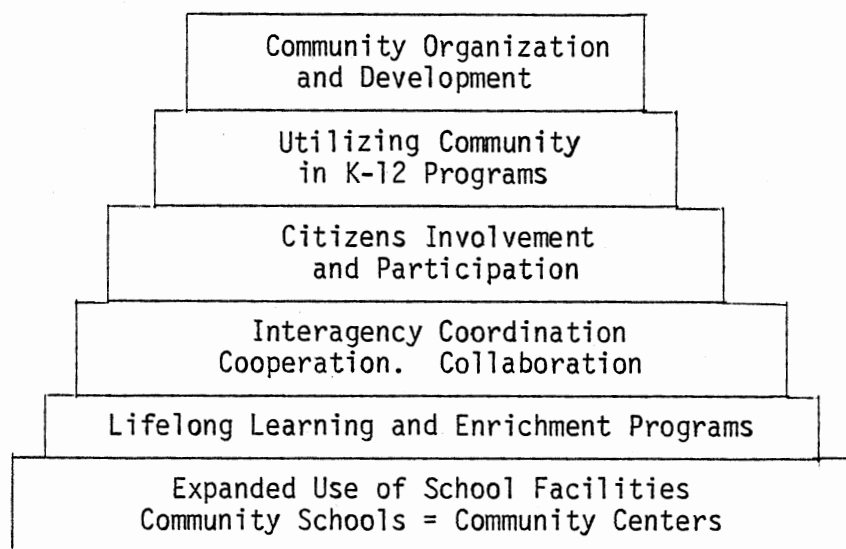 Community Organization
and Development
Utilizing Community
in K-12 Programs
Citizens Involvement
and Participation
Interagency Coordination
Cooperation. Collaboration
Lifelong Learning and Enrichment Programs
Expanded Use of School Facilities
Community Schools = Community Centers